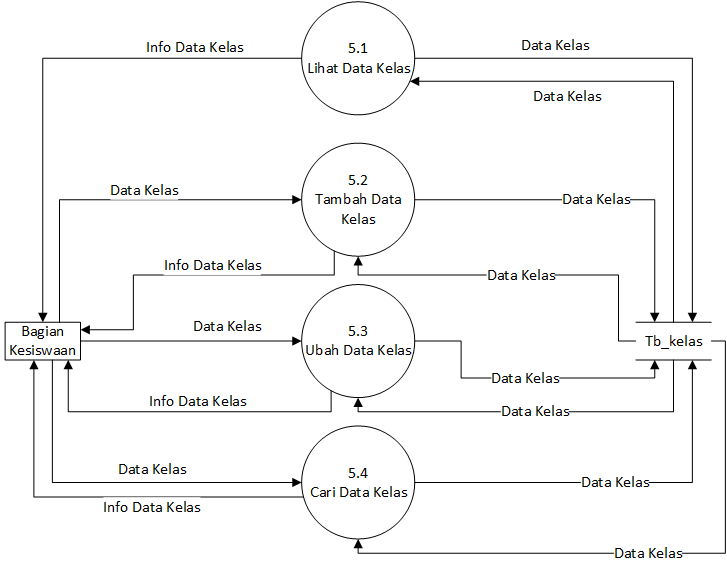 Info Data Kelas
5.1
Lihat Data Kelas
Data Kelas
Data Kelas
Data Kelas
5.2
Tambah Data
Kelas
Data Kelas
Info Data Kelas
Data Kelas
Bagian
Kesiswaan
Data Kelas
5.3
Ubah Data Kelas
Tb_kelas
Data Kelas
Info Data Kelas
Data Kelas
Data Kelas
5.4
Cari Data Kelas
Data Kelas
Info Data Kelas
Data Kelas